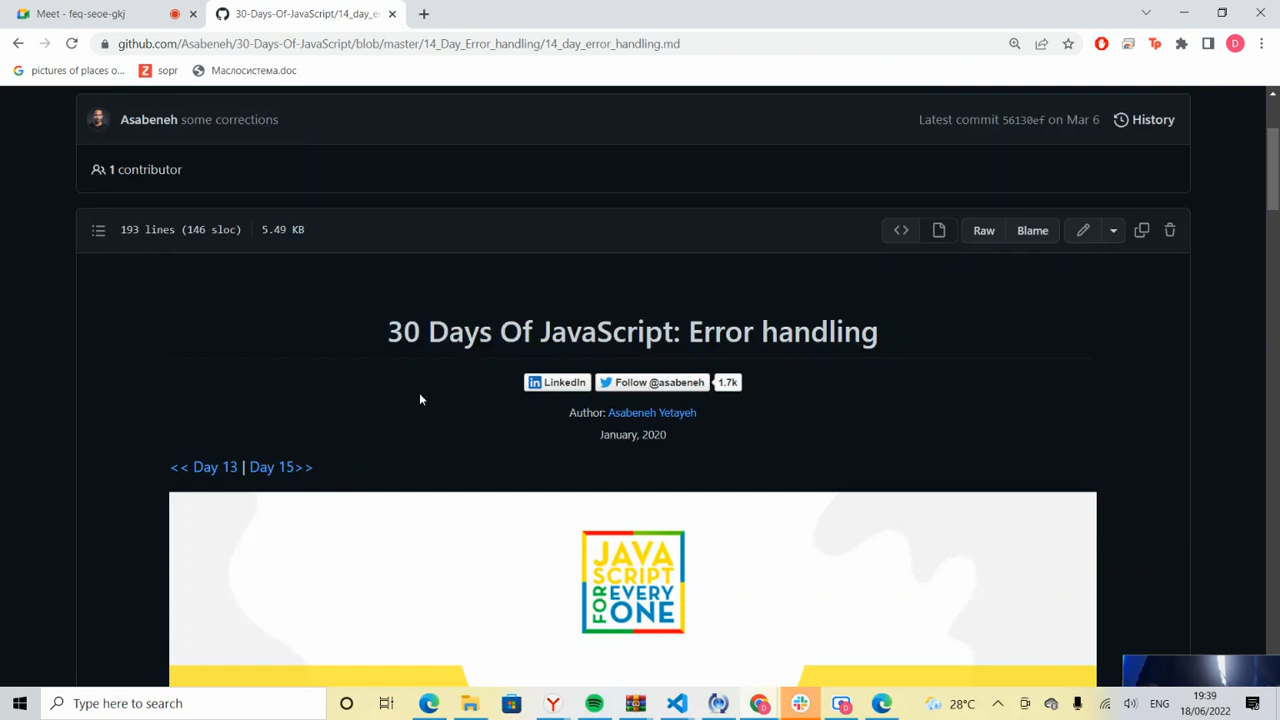 Meet - feq-seoe-gkj
30-Days-Of-JavaScript/14_day_e
github.com/Asabeneh/30-Days-Of-JavaScript/blob/master/14_Day_Error_handling/14_day_error_handling.md
D
pictures of places o... sopr Маслосистема.doc
Asabeneh some corrections Latest commit 56130ef on Mar 6 History
1 contributor
193 lines (146 sloc) 5.49 KB Raw Blame
30 Days Of JavaScript: Error handling
LinkedIn Follow @asabeneh 1.7k
Author: Asabeneh Yetayeh
January, 2020
<< Day 13 | Day 15>>
JAVA
SCRIPT
FOR EVERY
ONE
Type here to search 28°C ENG 19:39
18/06/2022